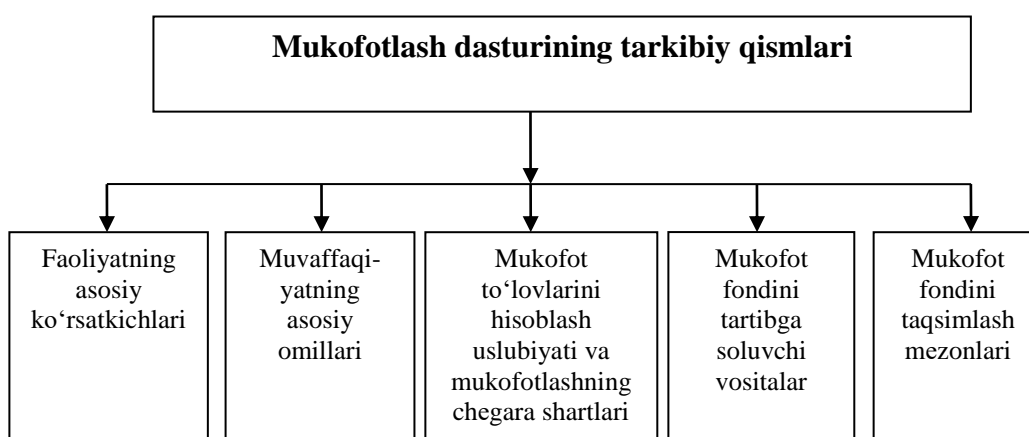 Mukofotlash dasturining tarkibiy qismlari
Faoliyatning
asosiy
ko‘rsatkichlari
Muvaffaqi-
yatning
asosiy
omillari
Mukofot
to‘lovlarini
hisoblash
uslubiyati va
mukofotlashning
chegara shartlari
Mukofot
fondini
tartibga
soluvchi
vositalar
Mukofot
fondini
taqsimlash
mezonlari